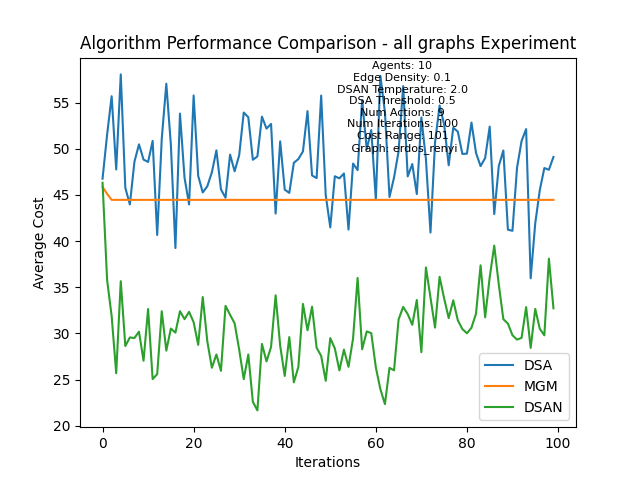 Algorithm Performance Comparison - all graphs Experiment
Agents: 10
Edge Density: 0.1
DSAN Temperature: 2.0
DSA Threshold: 0.5
Num Actions: 9
Num Iterations: 100
Cost Range: 101
Graph: erdos_renyi
55
50
45
40
35
30
25
20
Average Cost
0 20 40 60 80 100
Iterations
DSA
MGM
DSAN